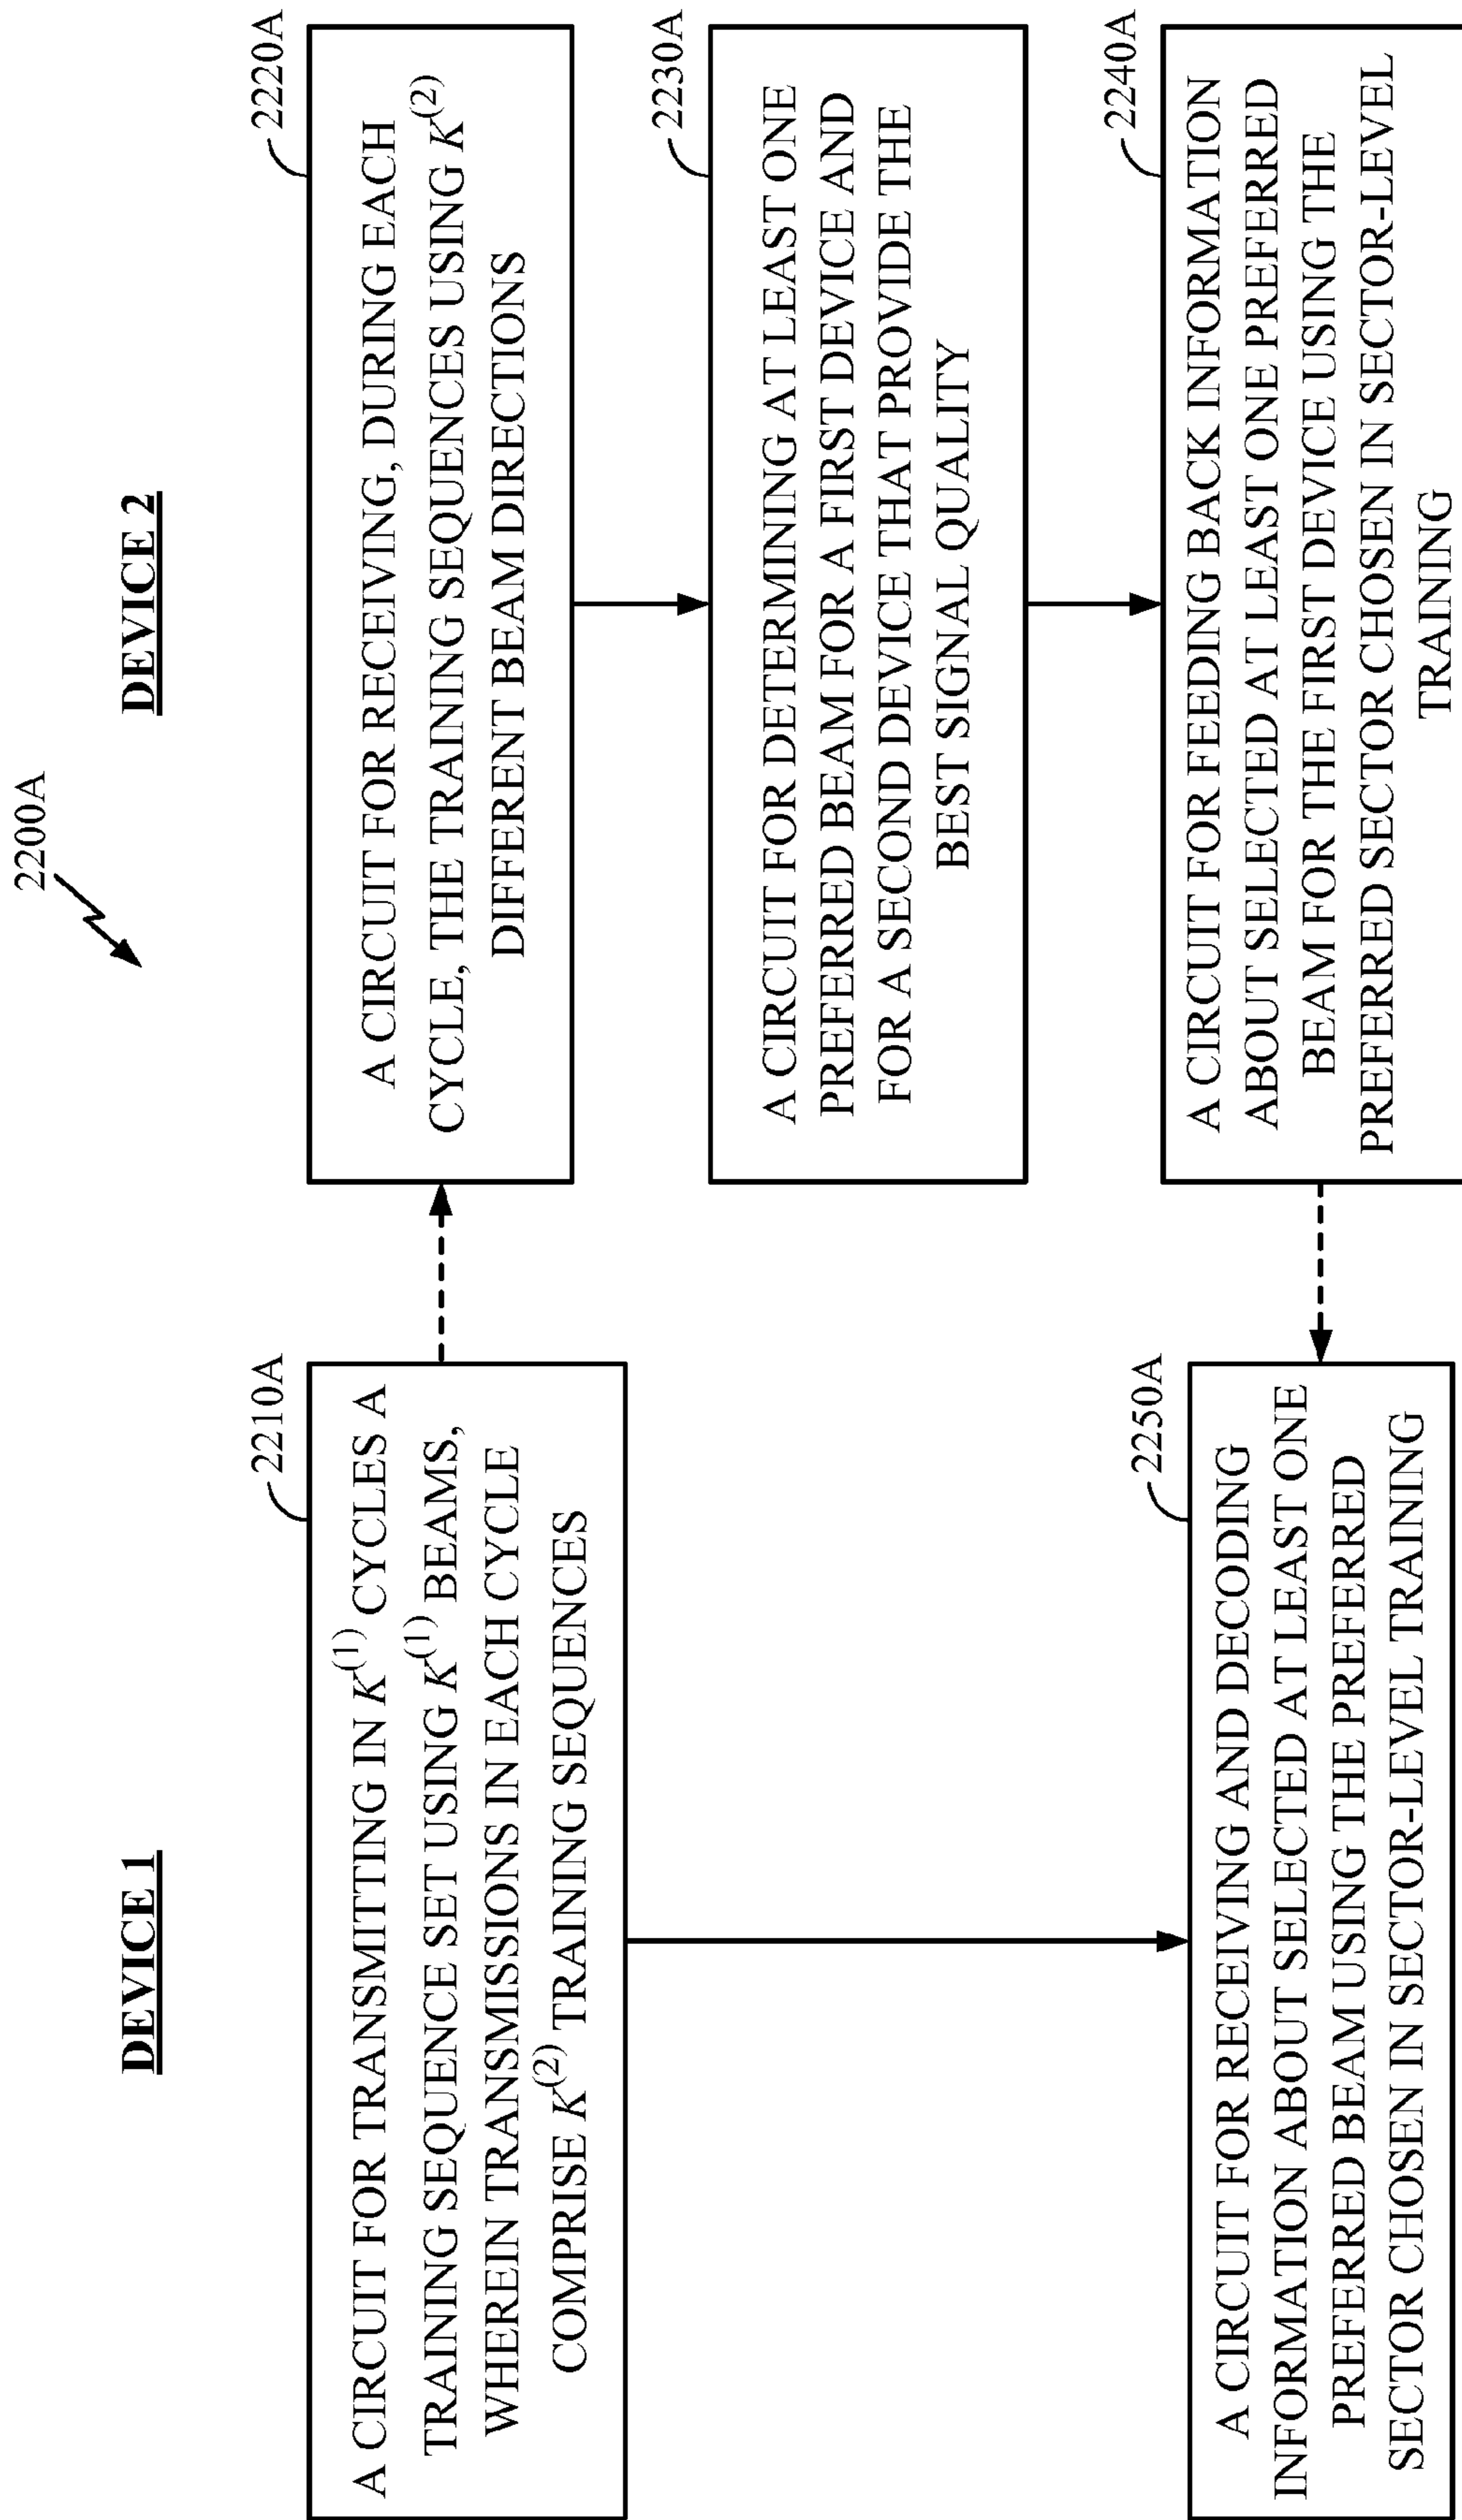 2200A
DEVICE 1
DEVICE 2
2210A
A CIRCUIT FOR TRANSMITTING IN K(1) CYCLES A
TRAINING SEQUENCE SET USING K(1) BEAMS,
WHEREIN TRANSMISSIONS IN EACH CYCLE
COMPRISE K(2) TRAINING SEQUENCES
2220A
A CIRCUIT FOR RECEIVING, DURING EACH
CYCLE, THE TRAINING SEQUENCES USING K(2)
DIFFERENT BEAM DIRECTIONS
2230A
A CIRCUIT FOR DETERMINING AT LEAST ONE
PREFERRED BEAM FOR A FIRST DEVICE AND
FOR A SECOND DEVICE THAT PROVIDE THE
BEST SIGNAL QUALITY
2240A
A CIRCUIT FOR FEEDING BACK INFORMATION
ABOUT SELECTED AT LEAST ONE PREFERRED
BEAM FOR THE FIRST DEVICE USING THE
PREFERRED SECTOR CHOSEN IN SECTOR-LEVEL
TRAINING
2250A
A CIRCUIT FOR RECEIVING AND DECODING
INFORMATION ABOUT SELECTED AT LEAST ONE
PREFERRED BEAM USING THE PREFERRED
SECTOR CHOSEN IN SECTOR-LEVEL TRAINING